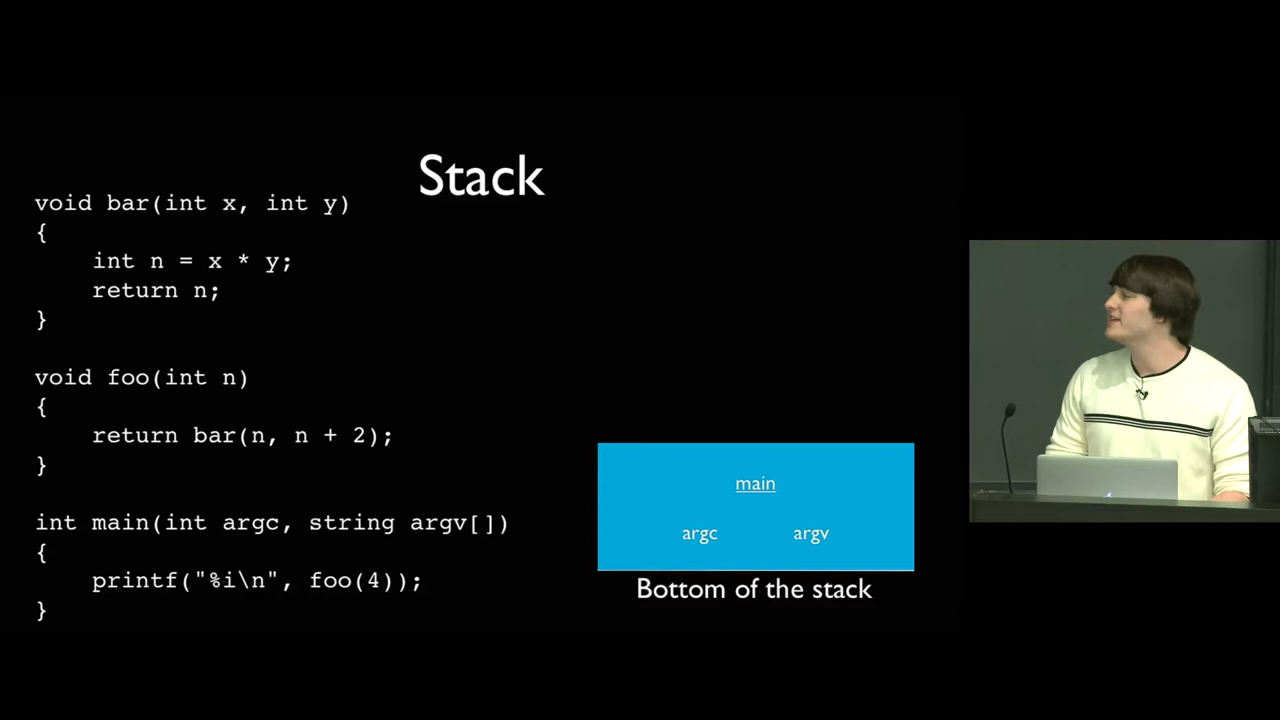 Stack
void bar(int x, int y)
{
    int n = x * y;
    return n;
}
void foo(int n)
{
    return bar(n, n + 2);
}
int main(int argc, string argv[])
{
    printf("%i\n", foo(4));
}
main
argc argv
Bottom of the stack